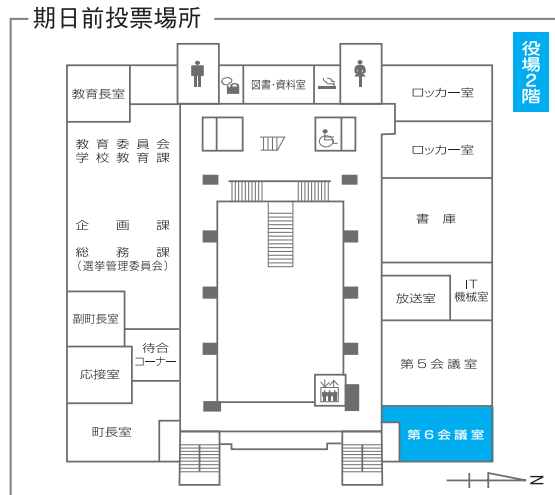 期日前投票場所
役場2階
教育長室
図書・資料室
ロッカー室
教育委員会
学校教育課
ロッカー室
企画課
書庫
総務課
（選挙管理委員会）
放送室
IT
機械室
副町長室
待合
コーナー
第5会議室
応接室
町長室
第6会議室
N